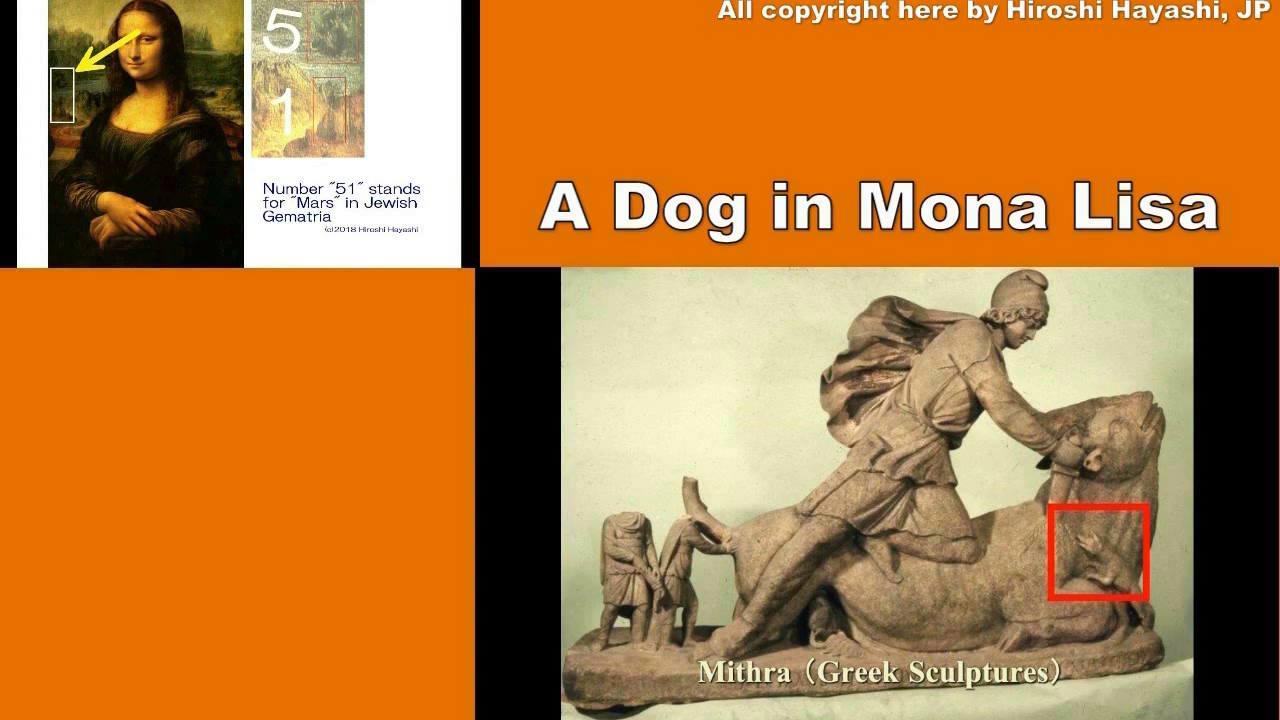 All copyright here by Hiroshi Hayashi, JP
5
1
Number ˝51˝ stands
for ˝Mars˝ in Jewish
Gematria
(c)2018 Hiroshi Hayashi
A Dog in Mona Lisa
Mithra（Greek Sculptures）